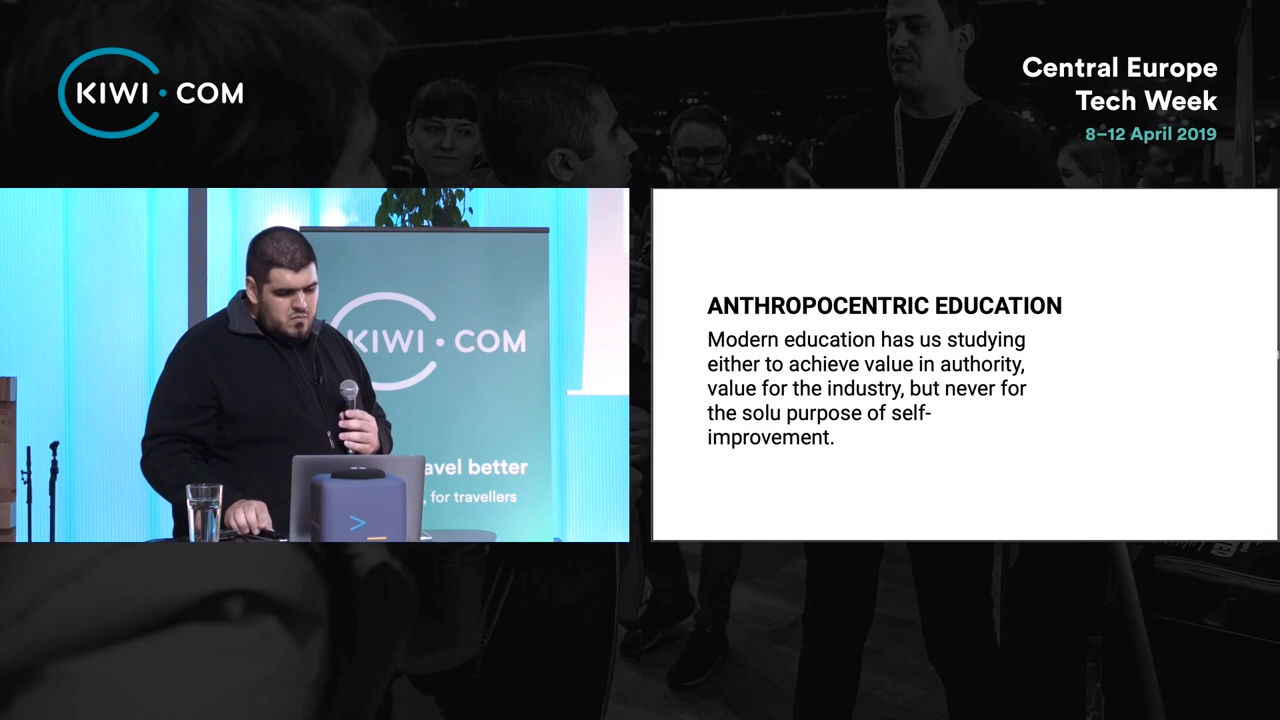 KIWI.COM
Central Europe
Tech Week
8–12 April 2019
KIWI.COM
avel better
, for travellers
>_
ANTHROPOCENTRIC EDUCATION
Modern education has us studying
either to achieve value in authority,
value for the industry, but never for
the solu purpose of self-
improvement.